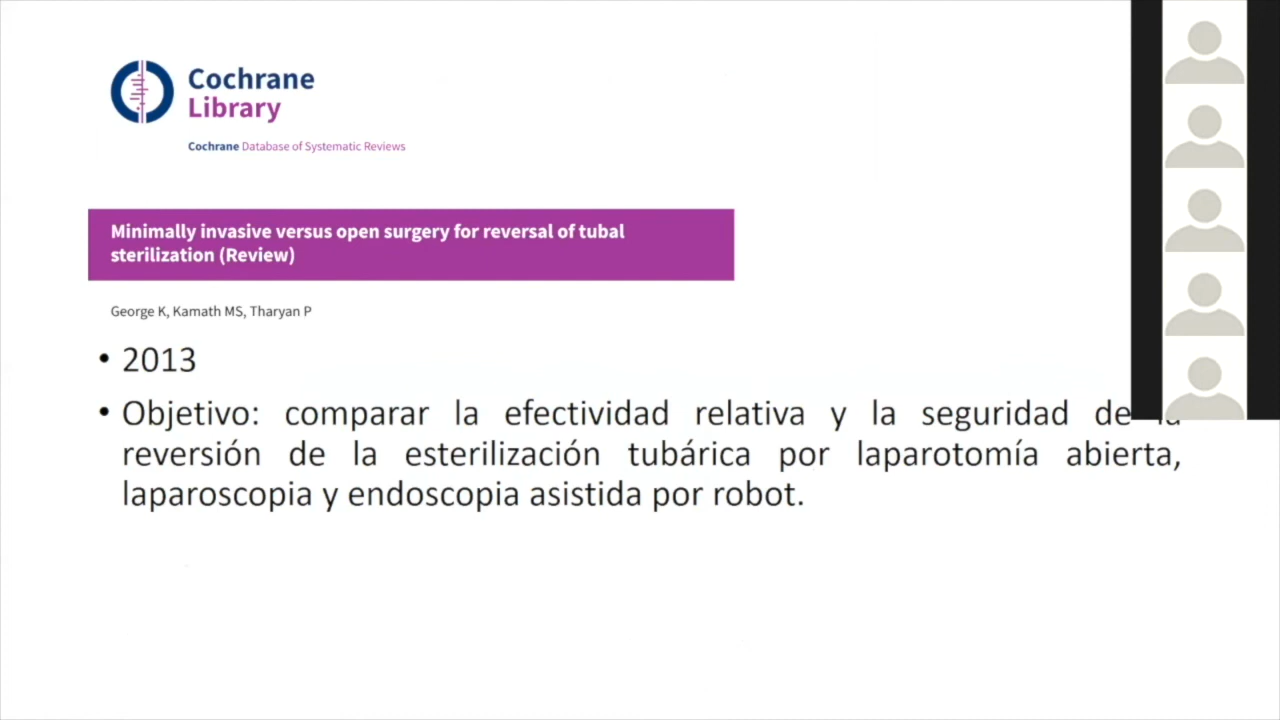 Cochrane
Library
Cochrane Database of Systematic Reviews
Minimally invasive versus open surgery for reversal of tubal
sterilization (Review)
George K, Kamath MS, Tharyan P
• 2013
• Objetivo: comparar la efectividad relativa y la seguridad de la
reversión de la esterilización tubárica por laparotomía abierta,
laparoscopia y endoscopia asistida por robot.